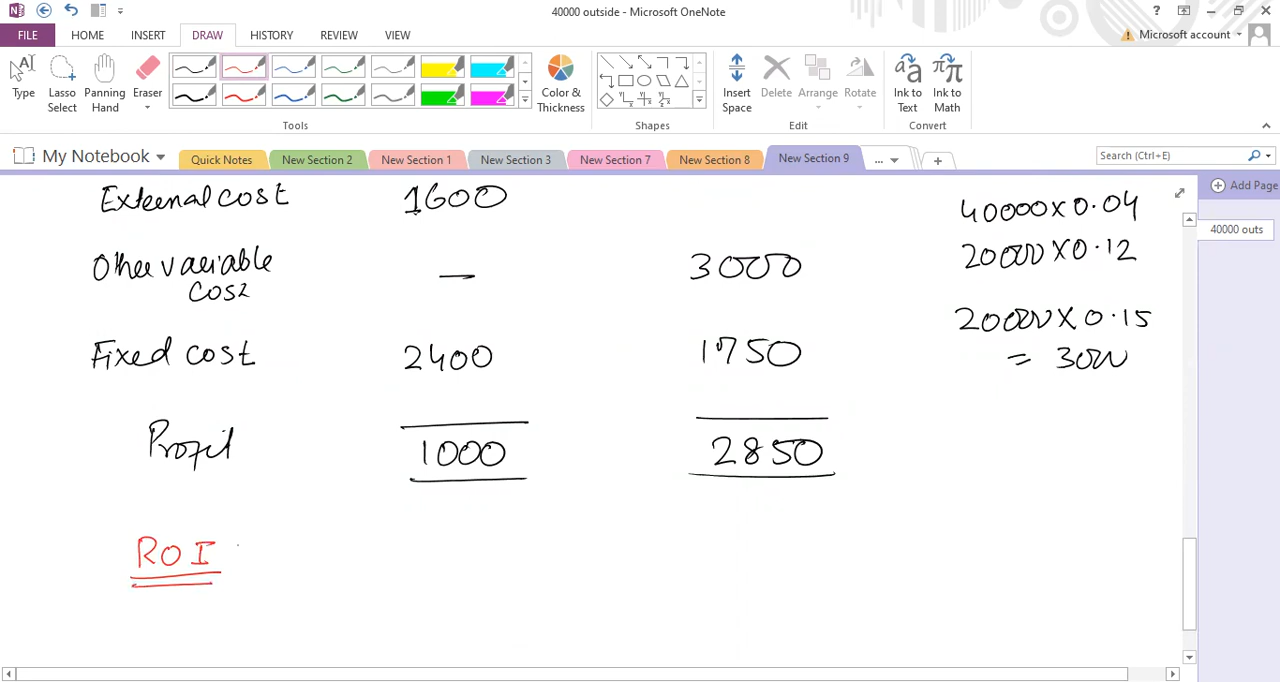 40000 outside - Microsoft OneNote
?
FILE HOME INSERT DRAW HISTORY REVIEW VIEW
Microsoft account
Type
Lasso Select
Panning Hand
Eraser
Color & Thickness
Insert Space
Delete
Arrange
Rotate
Ink to Text
Ink to Math
Tools
Shapes
Edit
Convert
My Notebook
Quick Notes
New Section 2
New Section 1
New Section 3
New Section 7
New Section 8
New Section 9
...
Search (Ctrl+E)
Add Page
40000 outs
External cost 1600
Other variable — 3000
Cost
Fixed cost 2400 1750
Profit 1000 2850
ROI
40000 X 0.04
20000 X 0.12
20000 X 0.15
= 3000